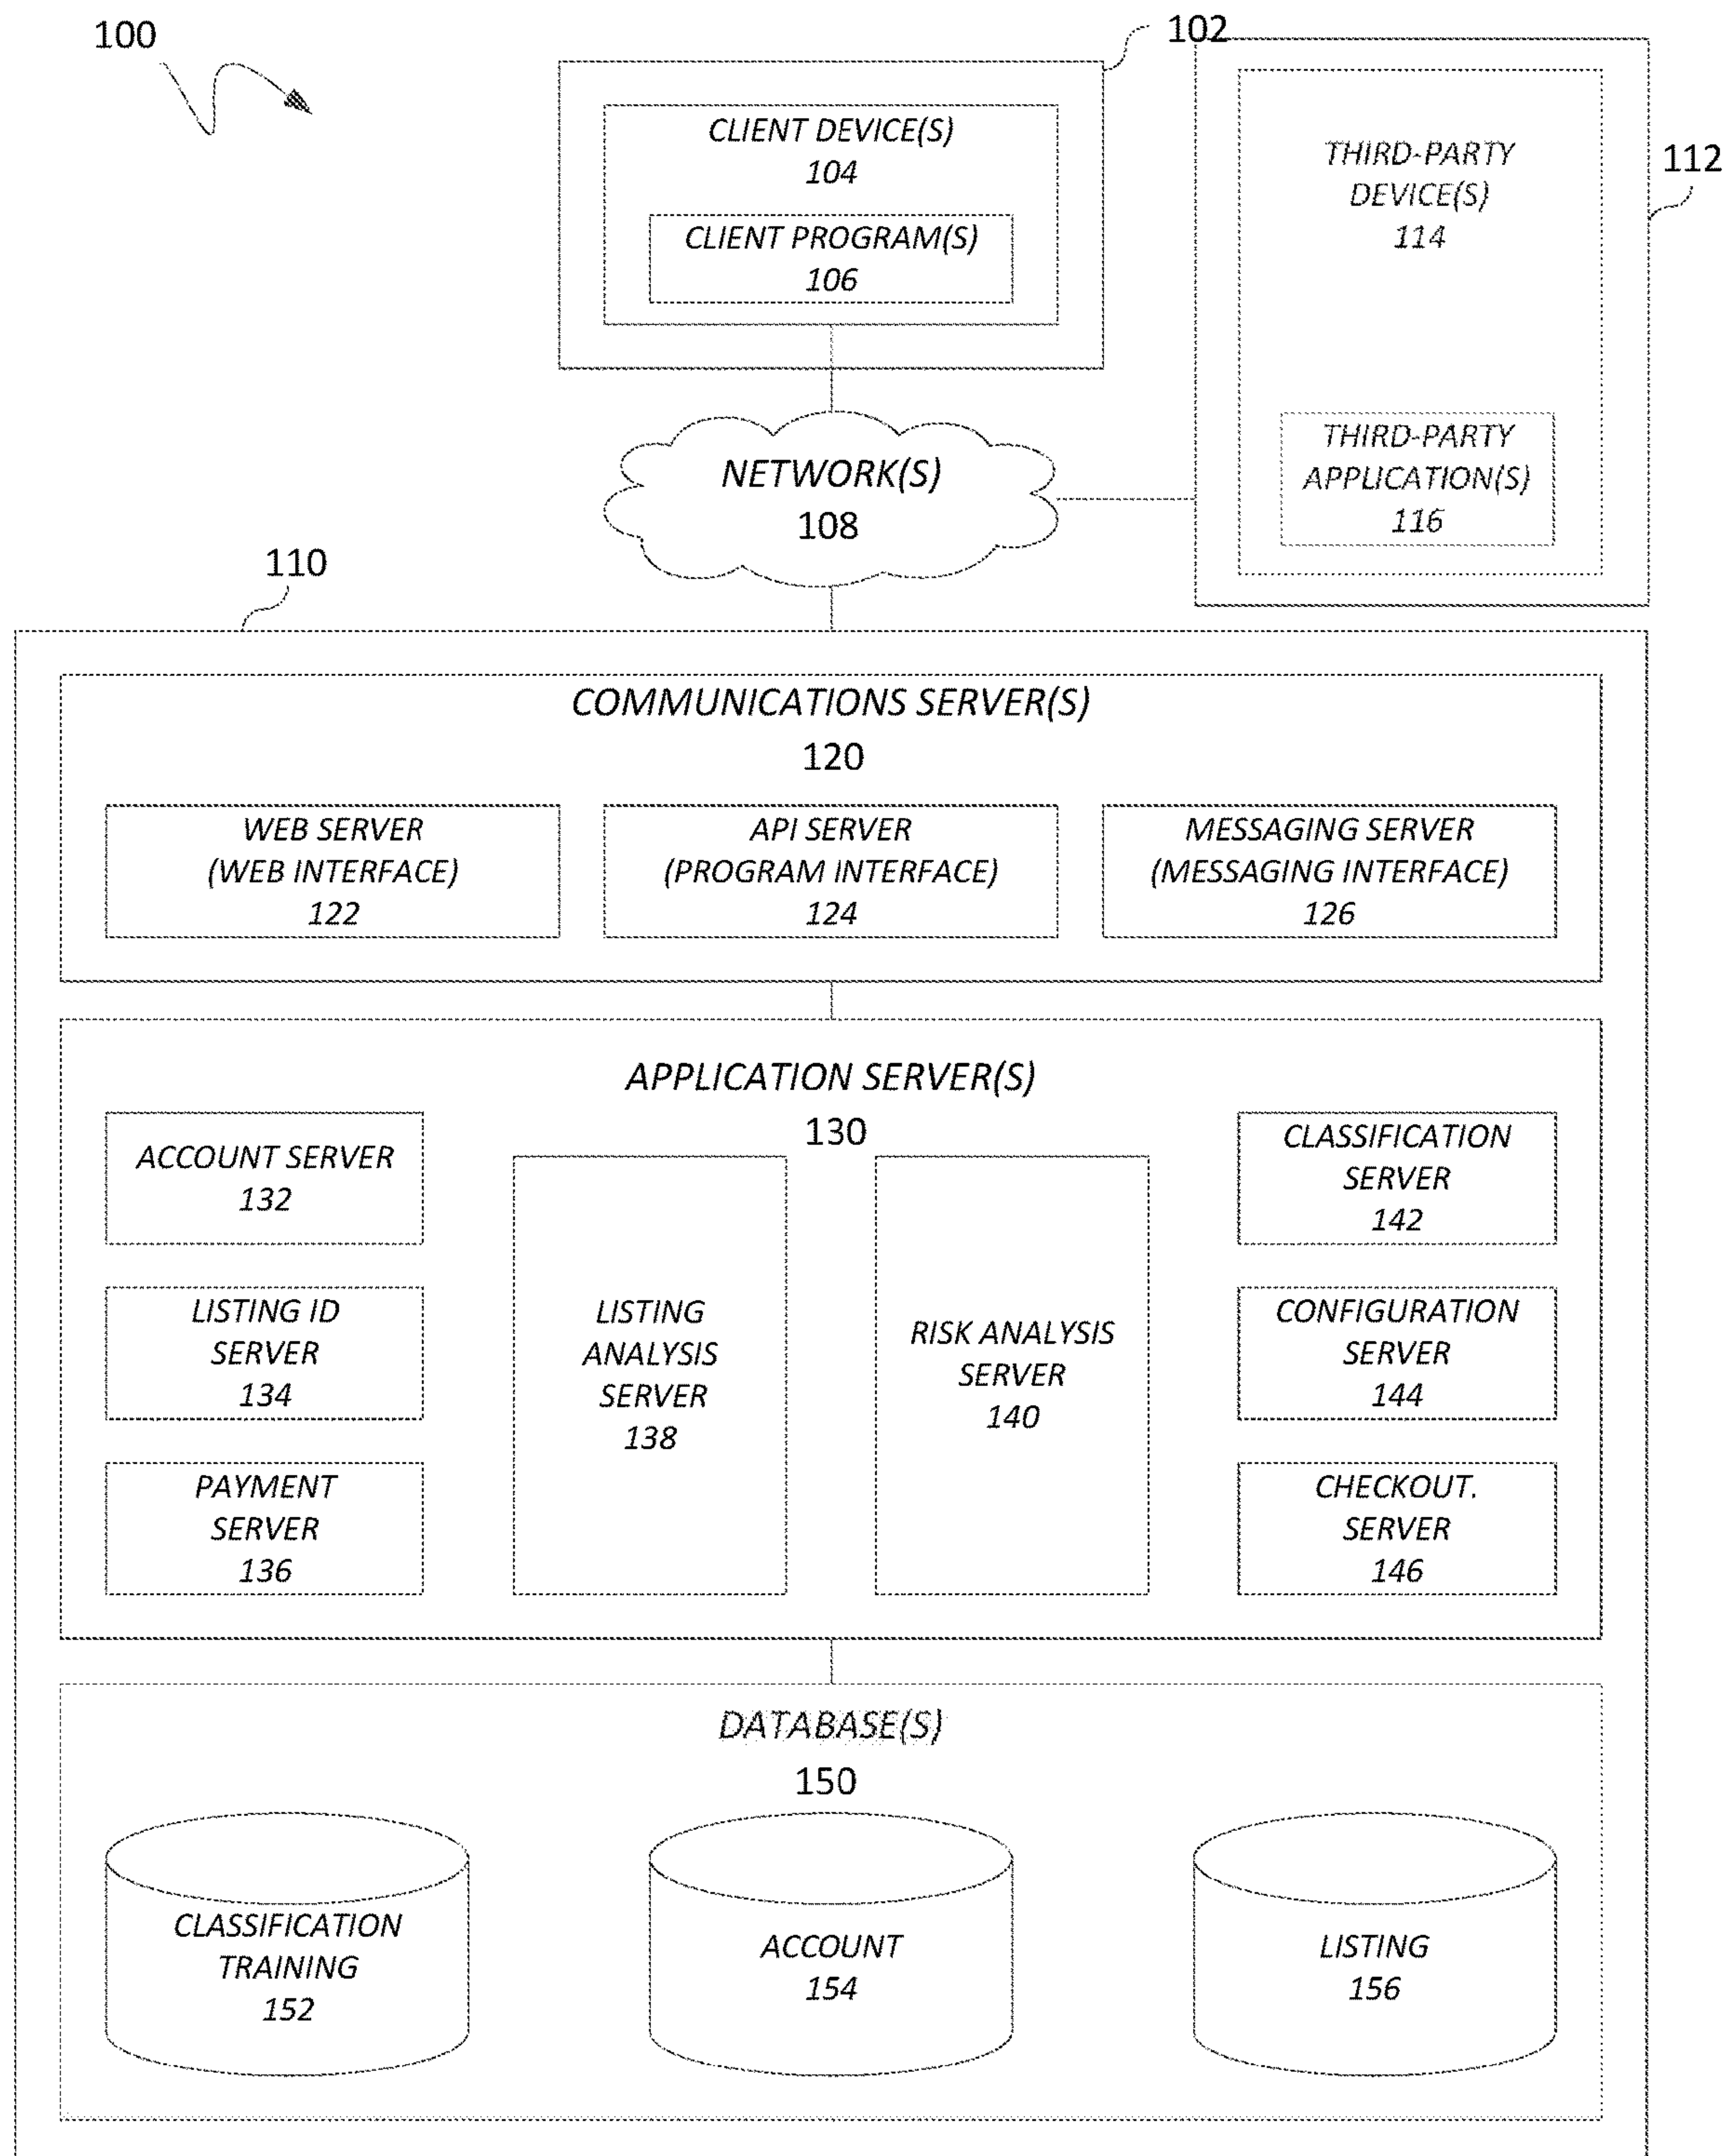 100
102
CLIENT DEVICE(S)
104
CLIENT PROGRAM(S)
106
THIRD-PARTY
DEVICE(S)
114
112
THIRD-PARTY
APPLICATION(S)
116
NETWORK(S)
108
110
COMMUNICATIONS SERVER(S)
120
WEB SERVER
(WEB INTERFACE)
122
API SERVER
(PROGRAM INTERFACE)
124
MESSAGING SERVER
(MESSAGING INTERFACE)
126
APPLICATION SERVER(S)
130
ACCOUNT SERVER
132
LISTING ID
SERVER
134
PAYMENT
SERVER
136
LISTING
ANALYSIS
SERVER
138
RISK ANALYSIS
SERVER
140
CLASSIFICATION
SERVER
142
CONFIGURATION
SERVER
144
CHECKOUT.
SERVER
146
DATABASE(S)
150
CLASSIFICATION
TRAINING
152
ACCOUNT
154
LISTING
156